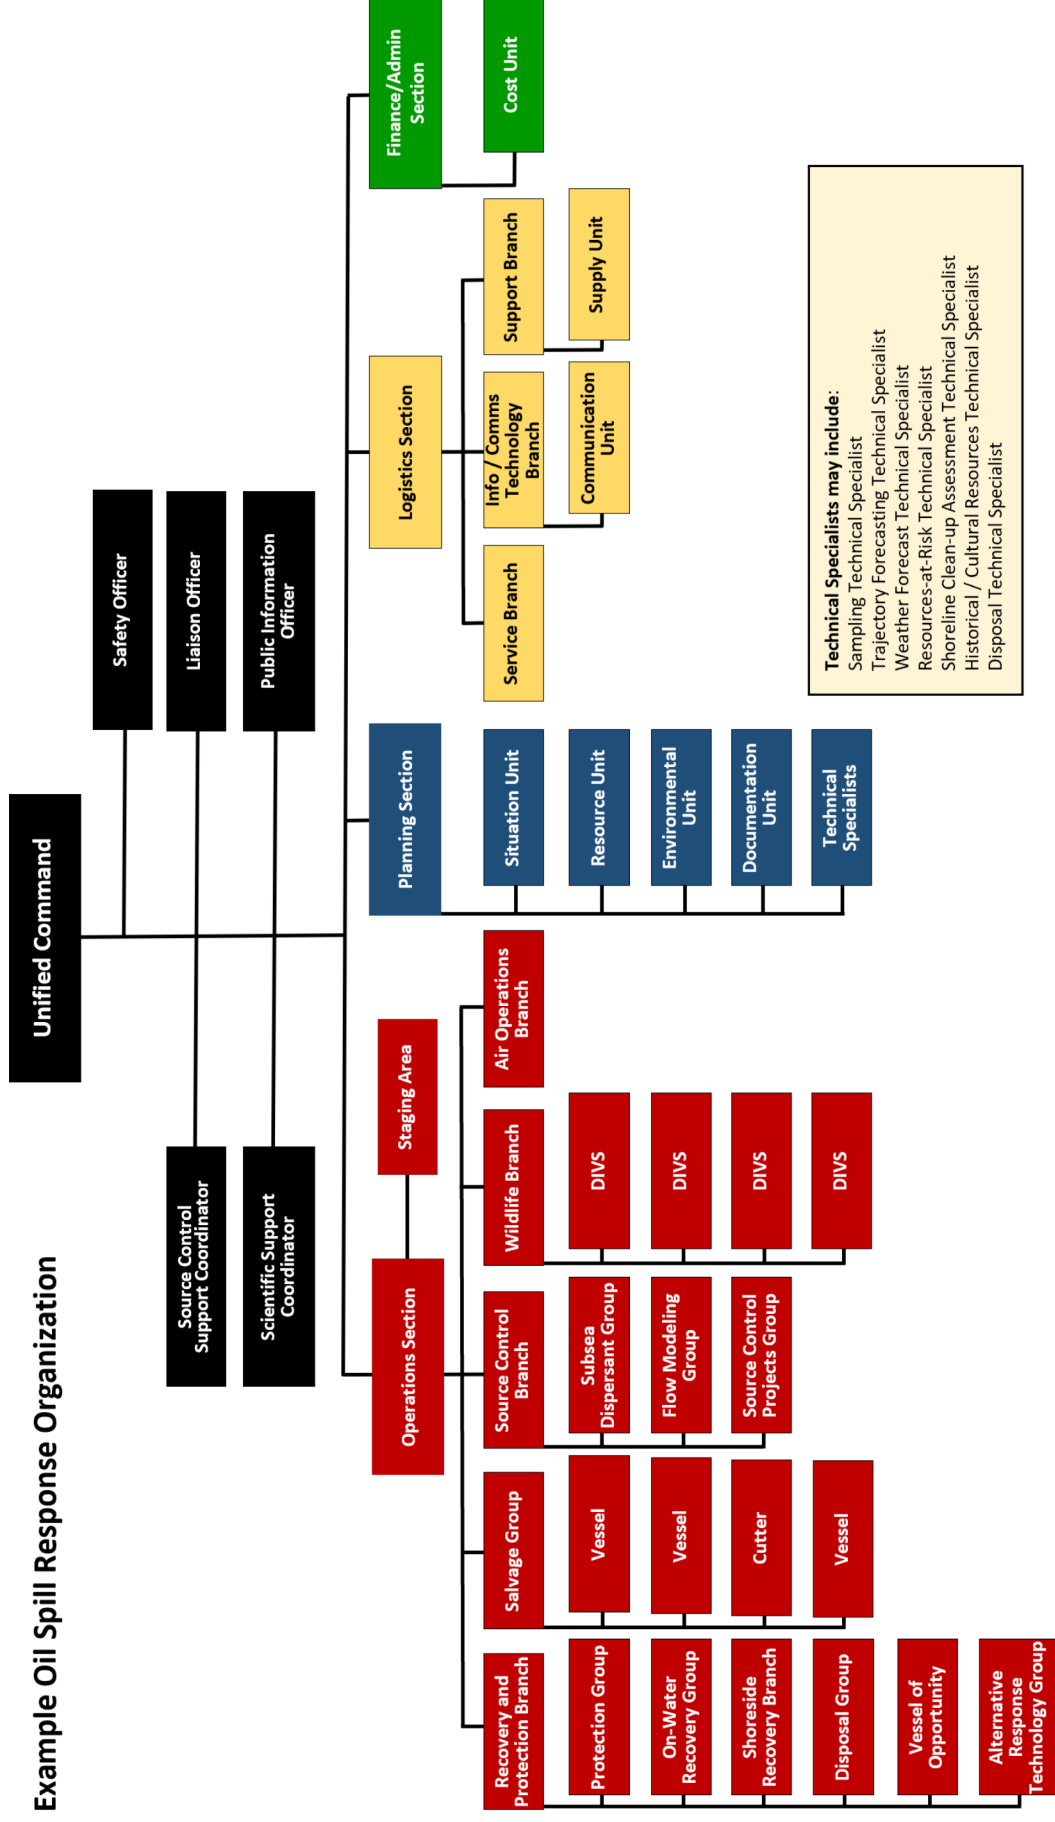 Example Oil Spill Response Organization
Unified Command
Safety Officer
Source Control
Support Coordinator
Liaison Officer
Scientific Support
Coordinator
Public Information
Officer
Operations Section
Staging Area
Planning Section
Logistics Section
Finance/Admin
Section
Recovery and
Protection Branch
Protection Group
On-Water
Recovery Group
Shoreside
Recovery Branch
Disposal Group
Vessel of
Opportunity
Alternative
Response
Technology Group
Salvage Group
Vessel
Vessel
Cutter
Vessel
Source Control
Branch
Subsea
Dispersant Group
Flow Modeling
Group
Source Control
Projects Group
Wildlife Branch
DIVS
DIVS
DIVS
DIVS
Air Operations
Branch
Situation Unit
Resource Unit
Environmental
Unit
Documentation
Unit
Technical
Specialists
Service Branch
Info / Comms
Technology
Branch
Communication
Unit
Support Branch
Supply Unit
Cost Unit
Technical Specialists may include:
Sampling Technical Specialist
Trajectory Forecasting Technical Specialist
Weather Forecast Technical Specialist
Resources-at-Risk Technical Specialist
Shoreline Clean-up Assessment Technical Specialist
Historical / Cultural Resources Technical Specialist
Disposal Technical Specialist